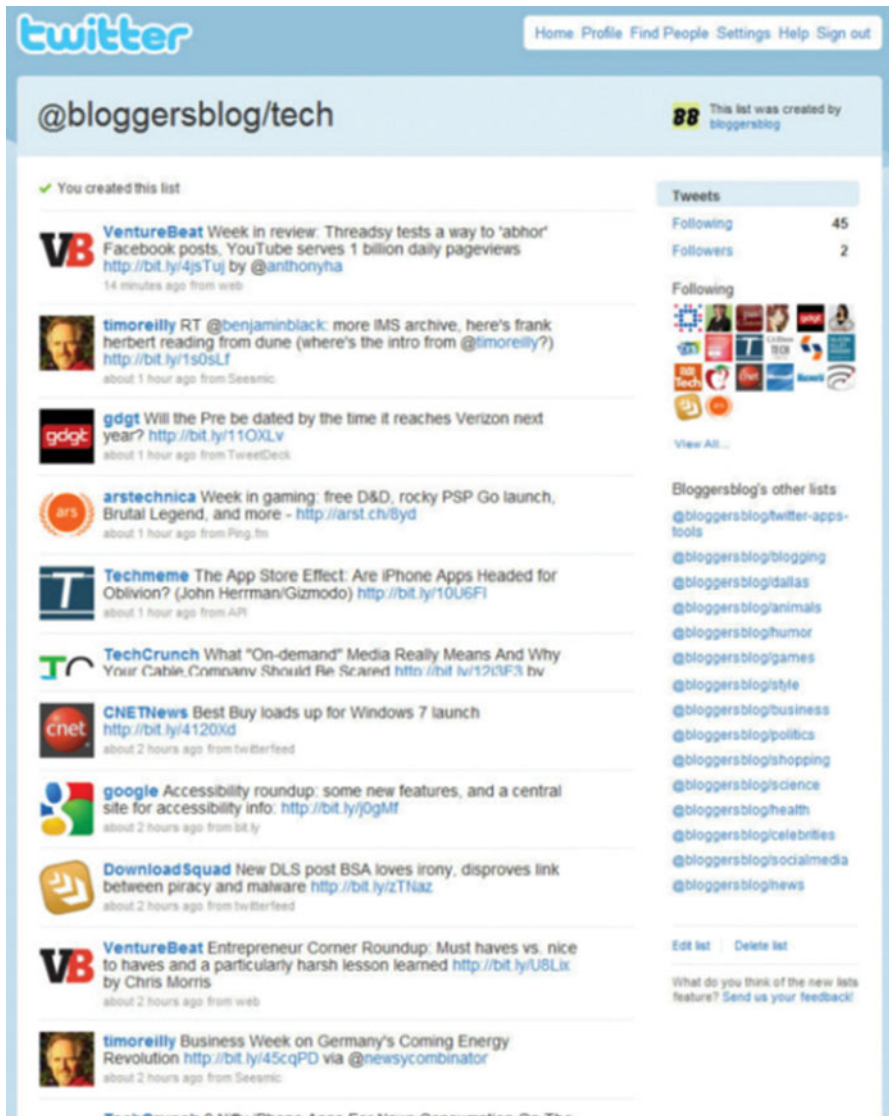 twitter
Home Profile Find People Settings Help Sign out
@bloggersblog/tech
88
This list was created by
bloggersblog
You created this list
VB
VentureBeat Week in review: Threadsy tests a way to 'abhor'
Facebook posts, YouTube serves 1 billion daily pageviews
http://bit.ly/4jsTuj by @anthonyha
14 minutes ago from web
timoreilly RT @benjaminblack: more IMS archive, here's frank
herbert reading from dune (where's the intro from @timoreilly?)
http://bit.ly/1s0sLf
about 1 hour ago from Seesmic
gdgt
gdgt Will the Pre be dated by the time it reaches Verizon next
year? http://bit.ly/11OXLv
about 1 hour ago from TweetDeck
ars
arstechnica Week in gaming: free D&D, rocky PSP Go launch,
Brutal Legend, and more - http://arst.ch/8yd
about 1 hour ago from Ping.fm
T
Techmeme The App Store Effect: Are iPhone Apps Headed for
Oblivion? (John Herrman/Gizmodo) http://bit.ly/10U6FI
about 1 hour ago from API
TechCrunch What "On-demand" Media Really Means And Why
Your Cable Company Should Be Scared http://bit.ly/12i3F3 by
cnet
CNETNews Best Buy loads up for Windows 7 launch
http://bit.ly/4120Xd
about 2 hours ago from twitterfeed
google Accessibility roundup: some new features, and a central
site for accessibility info: http://bit.ly/j0gMf
about 2 hours ago from bit.ly
DownloadSquad New DLS post BSA loves irony, disproves link
between piracy and malware http://bit.ly/zTNaz
about 2 hours ago from twitterfeed
VB
VentureBeat Entrepreneur Corner Roundup: Must haves vs. nice
to haves and a particularly harsh lesson learned http://bit.ly/U8Lix
by Chris Morris
about 2 hours ago from web
timoreilly Business Week on Germany's Coming Energy
Revolution http://bit.ly/45cqPD via @newsycombinator
about 2 hours ago from Seesmic
Tweets
Following 45
Followers 2
Following
View All...
Bloggersblog's other lists
@bloggersblog/twitter-apps-
tools
@bloggersblog/blogging
@bloggersblog/dallas
@bloggersblog/animals
@bloggersblog/humor
@bloggersblog/games
@bloggersblog/style
@bloggersblog/business
@bloggersblog/politics
@bloggersblog/shopping
@bloggersblog/science
@bloggersblog/health
@bloggersblog/celebrities
@bloggersblog/socialmedia
@bloggersblog/news
Edit list Delete list
What do you think of the new lists
feature? Send us your feedback!